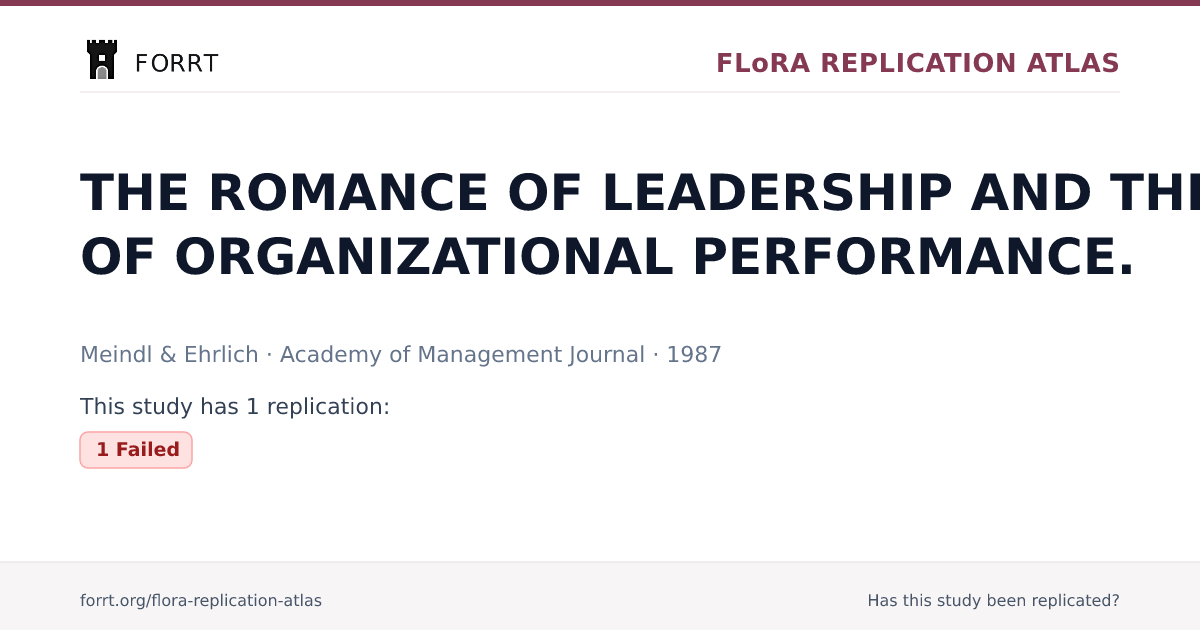 FORRT
FLoRA REPLICATION ATLAS
THE ROMANCE OF LEADERSHIP AND THE
OF ORGANIZATIONAL PERFORMANCE.
Meindl & Ehrlich · Academy of Management Journal · 1987
This study has 1 replication:
1 Failed
forrt.org/flora-replication-atlas
Has this study been replicated?